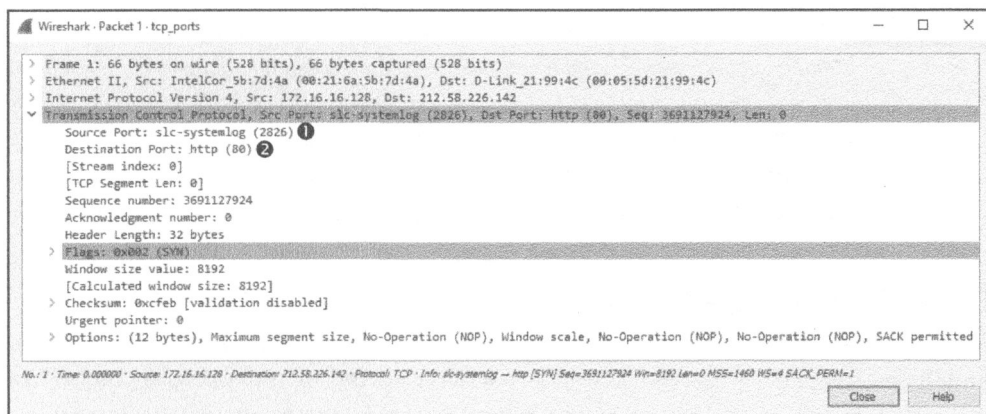 Wireshark · Packet 1 · tcp_ports
> Frame 1: 66 bytes on wire (528 bits), 66 bytes captured (528 bits)
> Ethernet II, Src: IntelCor_5b:7d:4a (00:21:6a:5b:7d:4a), Dst: D-Link_21:99:4c (00:05:5d:21:99:4c)
> Internet Protocol Version 4, Src: 172.16.16.128, Dst: 212.58.226.142
Transmission Control Protocol, Src Port: slc-systemlog (2826), Dst Port: http (80), Seq: 3691127924, Len: 0
Source Port: slc-systemlog (2826) ❶
Destination Port: http (80) ❷
[Stream index: 0]
[TCP Segment Len: 0]
Sequence number: 3691127924
Acknowledgment number: 0
Header Length: 32 bytes
> Flags: 0x002 (SYN)
Window size value: 8192
[Calculated window size: 8192]
> Checksum: 0xcfeb [validation disabled]
Urgent pointer: 0
> Options: (12 bytes), Maximum segment size, No-Operation (NOP), Window scale, No-Operation (NOP), No-Operation (NOP), SACK permitted
No.: 1 · Time: 0.000000 · Source: 172.16.16.128 · Destination: 212.58.226.142 · Protocol: TCP · Info: slc-systemlog → http [SYN] Seq=3691127924 Win=8192 Len=0 MSS=1460 WS=4 SACK_PERM=1
Close Help